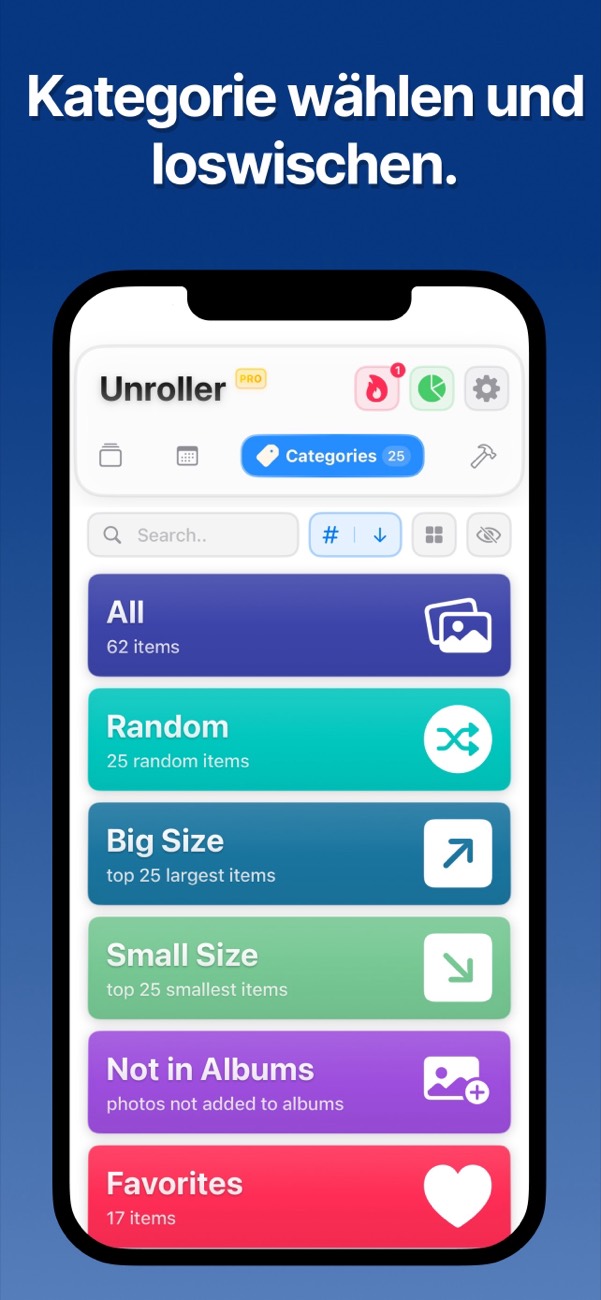 Kategorie wählen und
loswischen.
Unroller PRO
1
Categories 25
Search..
#
All
62 items
Random
25 random items
Big Size
top 25 largest items
Small Size
top 25 smallest items
Not in Albums
photos not added to albums
Favorites
17 items